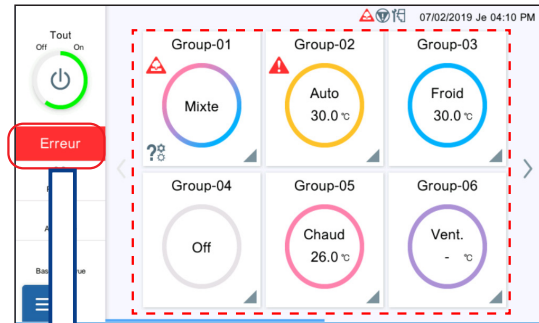 07/02/2019 Je 04:10 PM
Tout
Off On
Erreur
Group-01
Mixte
Group-02
Auto
30.0 °C
Group-03
Froid
30.0 °C
Group-04
Off
Group-05
Chaud
26.0 °C
Group-06
Vent.
- °C